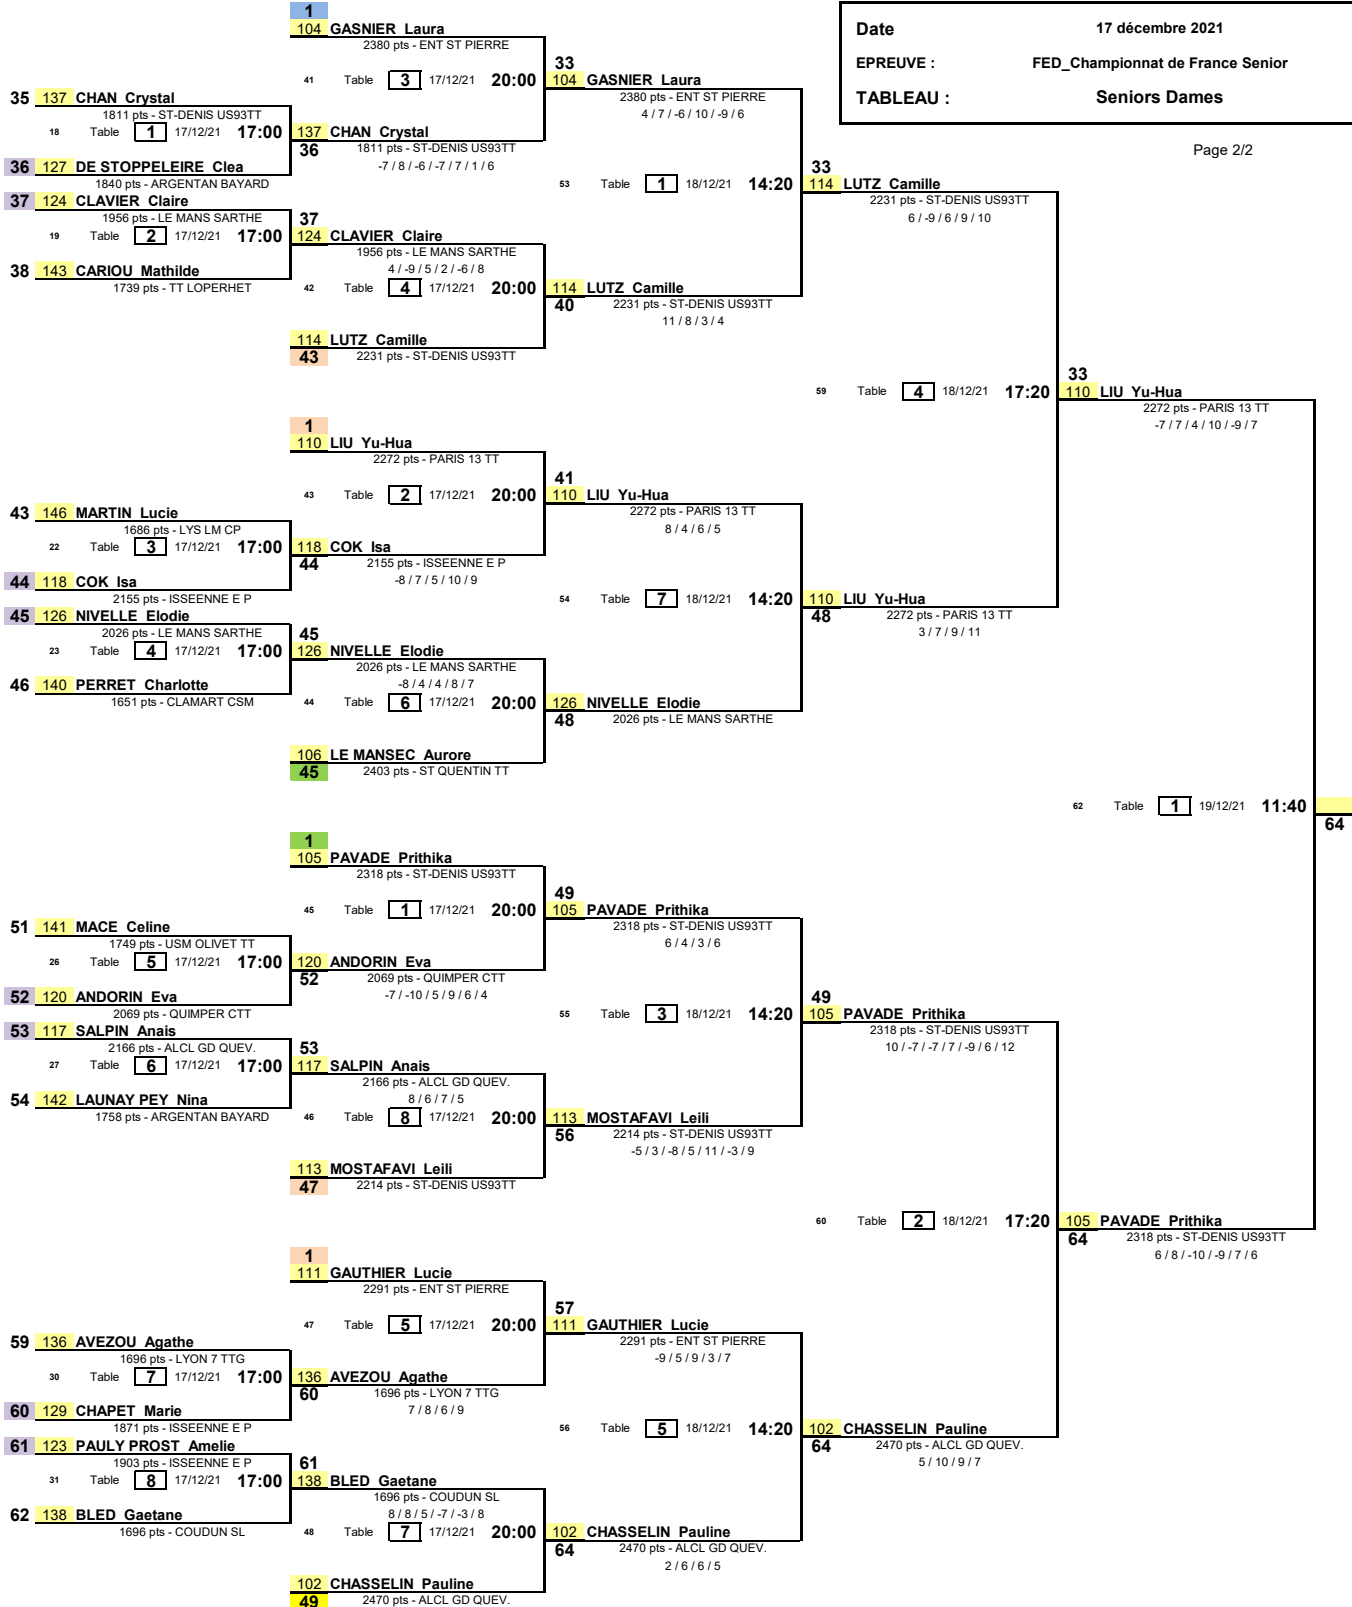 1
104 GASNIER Laura
2380 pts - ENT ST PIERRE
Date 17 décembre 2021
EPREUVE : FED_Championnat de France Senior
TABLEAU : Seniors Dames
Page 2/2
41 Table 3 17/12/21 20:00
33
104 GASNIER Laura
2380 pts - ENT ST PIERRE
4 / 7 / -6 / 10 / -9 / 6
35 137 CHAN Crystal
1811 pts - ST-DENIS US93TT
18 Table 1 17/12/21 17:00
137 CHAN Crystal
36 1811 pts - ST-DENIS US93TT
-7 / 8 / -6 / -7 / 7 / 1 / 6
36 127 DE STOPPELEIRE Clea
1840 pts - ARGENTAN BAYARD
53 Table 1 18/12/21 14:20
33
114 LUTZ Camille
2231 pts - ST-DENIS US93TT
6 / -9 / 6 / 9 / 10
37 124 CLAVIER Claire
1956 pts - LE MANS SARTHE
19 Table 2 17/12/21 17:00
37
124 CLAVIER Claire
1956 pts - LE MANS SARTHE
4 / -9 / 5 / 2 / -6 / 8
38 143 CARIOU Mathilde
1739 pts - TT LOPERHET
42 Table 4 17/12/21 20:00
114 LUTZ Camille
40 2231 pts - ST-DENIS US93TT
11 / 8 / 3 / 4
114 LUTZ Camille
43 2231 pts - ST-DENIS US93TT
59 Table 4 18/12/21 17:20
33
110 LIU Yu-Hua
2272 pts - PARIS 13 TT
-7 / 7 / 4 / 10 / -9 / 7
1
110 LIU Yu-Hua
2272 pts - PARIS 13 TT
43 Table 2 17/12/21 20:00
41
110 LIU Yu-Hua
2272 pts - PARIS 13 TT
8 / 4 / 6 / 5
43 146 MARTIN Lucie
1686 pts - LYS LM CP
22 Table 3 17/12/21 17:00
118 COK Isa
44 2155 pts - ISSEENNE E P
-8 / 7 / 5 / 10 / 9
44 118 COK Isa
2155 pts - ISSEENNE E P
54 Table 7 18/12/21 14:20
110 LIU Yu-Hua
48 2272 pts - PARIS 13 TT
3 / 7 / 9 / 11
45 126 NIVELLE Elodie
2026 pts - LE MANS SARTHE
23 Table 4 17/12/21 17:00
45
126 NIVELLE Elodie
2026 pts - LE MANS SARTHE
-8 / 4 / 4 / 8 / 7
46 140 PERRET Charlotte
1651 pts - CLAMART CSM
44 Table 6 17/12/21 20:00
126 NIVELLE Elodie
48 2026 pts - LE MANS SARTHE
106 LE MANSEC Aurore
45 2403 pts - ST QUENTIN TT
62 Table 1 19/12/21 11:40
64
1
105 PAVADE Prithika
2318 pts - ST-DENIS US93TT
45 Table 1 17/12/21 20:00
49
105 PAVADE Prithika
2318 pts - ST-DENIS US93TT
6 / 4 / 3 / 6
51 141 MACE Celine
1749 pts - USM OLIVET TT
26 Table 5 17/12/21 17:00
120 ANDORIN Eva
52 2069 pts - QUIMPER CTT
-7 / -10 / 5 / 9 / 6 / 4
52 120 ANDORIN Eva
2069 pts - QUIMPER CTT
55 Table 3 18/12/21 14:20
49
105 PAVADE Prithika
2318 pts - ST-DENIS US93TT
10 / -7 / -7 / 7 / -9 / 6 / 12
53 117 SALPIN Anais
2166 pts - ALCL GD QUEV.
27 Table 6 17/12/21 17:00
53
117 SALPIN Anais
2166 pts - ALCL GD QUEV.
8 / 6 / 7 / 5
54 142 LAUNAY PEY Nina
1758 pts - ARGENTAN BAYARD
46 Table 8 17/12/21 20:00
113 MOSTAFAVI Leili
56 2214 pts - ST-DENIS US93TT
-5 / 3 / -8 / 5 / 11 / -3 / 9
113 MOSTAFAVI Leili
47 2214 pts - ST-DENIS US93TT
60 Table 2 18/12/21 17:20
105 PAVADE Prithika
64 2318 pts - ST-DENIS US93TT
6 / 8 / -10 / -9 / 7 / 6
1
111 GAUTHIER Lucie
2291 pts - ENT ST PIERRE
47 Table 5 17/12/21 20:00
57
111 GAUTHIER Lucie
2291 pts - ENT ST PIERRE
-9 / 5 / 9 / 3 / 7
59 136 AVEZOU Agathe
1696 pts - LYON 7 TTG
30 Table 7 17/12/21 17:00
136 AVEZOU Agathe
60 1696 pts - LYON 7 TTG
7 / 8 / 6 / 9
60 129 CHAPET Marie
1871 pts - ISSEENNE E P
56 Table 5 18/12/21 14:20
102 CHASSELIN Pauline
64 2470 pts - ALCL GD QUEV.
5 / 10 / 9 / 7
61 123 PAULY PROST Amelie
1903 pts - ISSEENNE E P
31 Table 8 17/12/21 17:00
61
138 BLED Gaetane
1696 pts - COUDUN SL
8 / 8 / 5 / -7 / -3 / 8
62 138 BLED Gaetane
1696 pts - COUDUN SL
48 Table 7 17/12/21 20:00
102 CHASSELIN Pauline
64 2470 pts - ALCL GD QUEV.
2 / 6 / 6 / 5
102 CHASSELIN Pauline
49 2470 pts - ALCL GD QUEV.